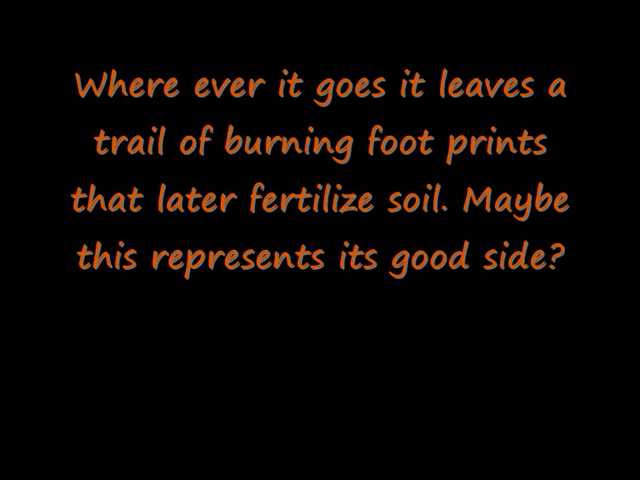 Where ever it goes it leaves a
trail of burning foot prints
that later fertilize soil. Maybe
this represents its good side?